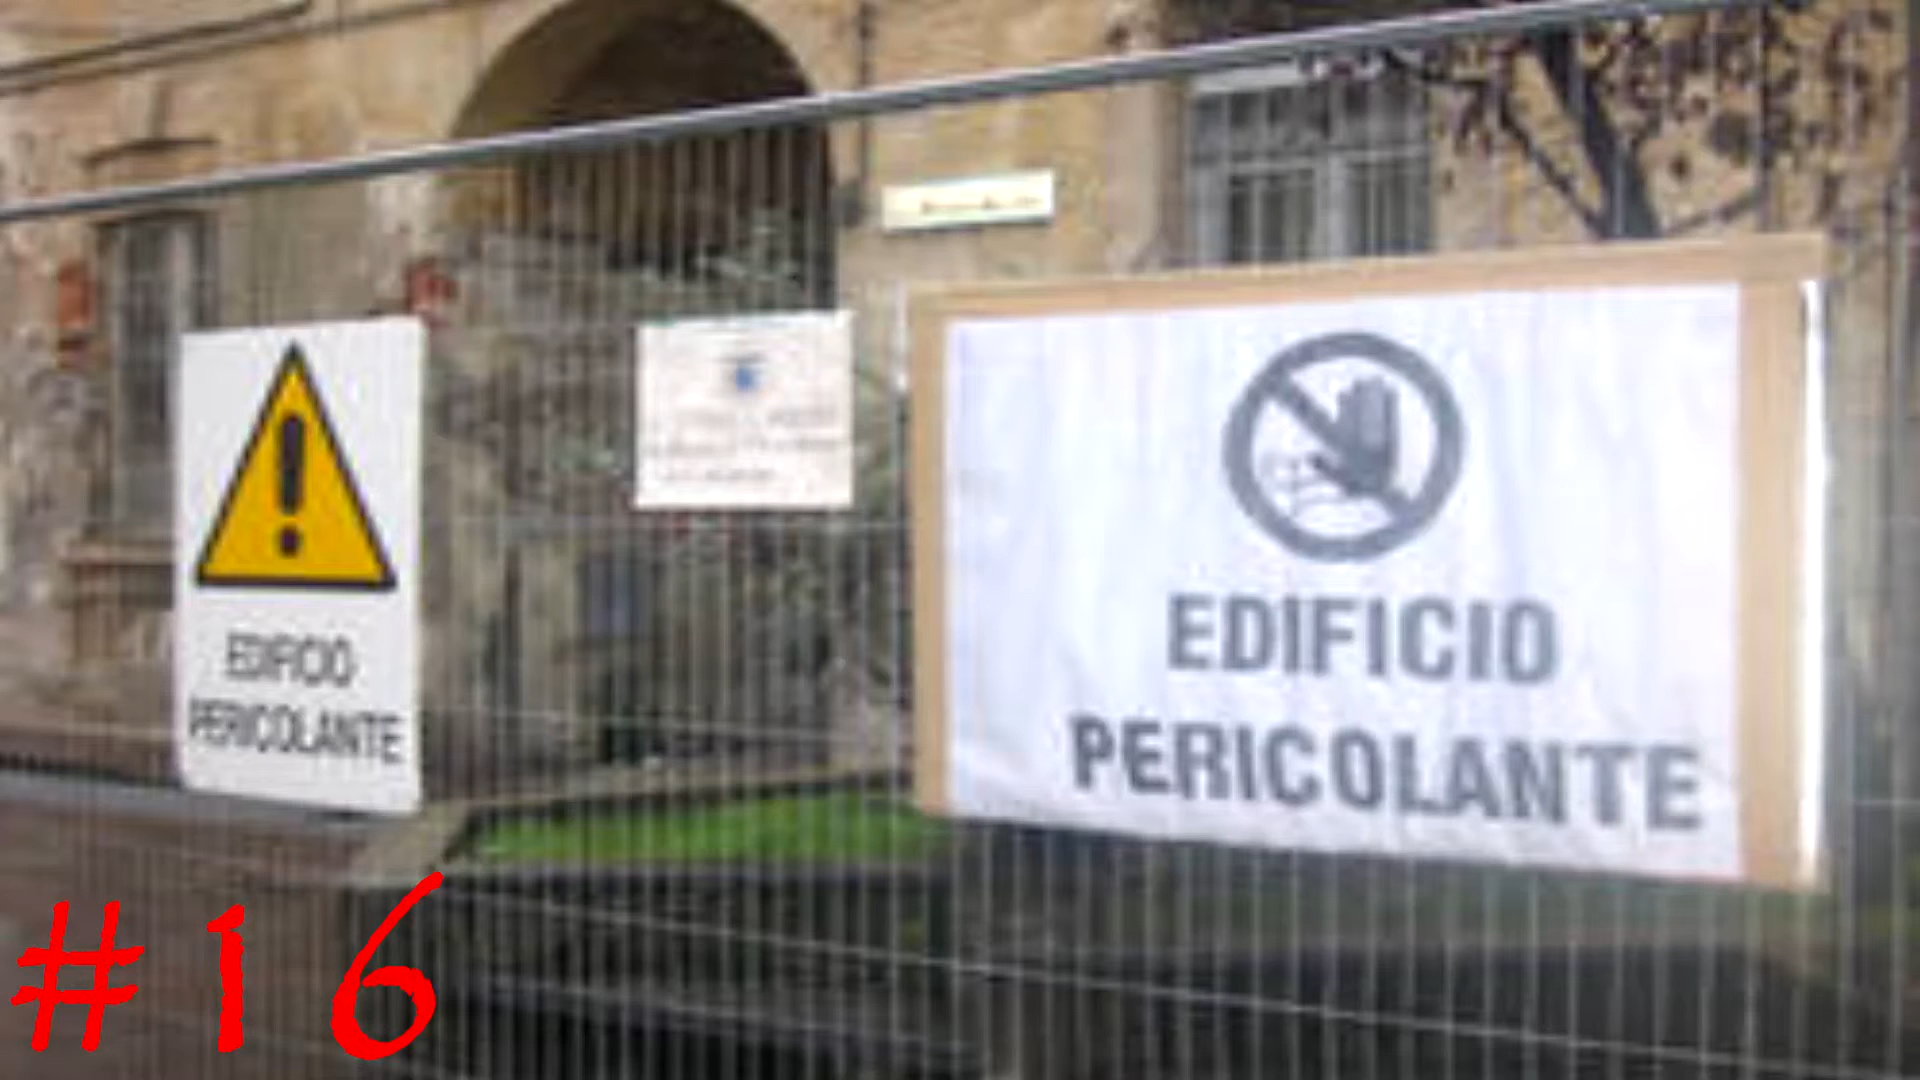 EDIFICIO
PERICOLANTE
EDIFICIO
PERICOLANTE
#16